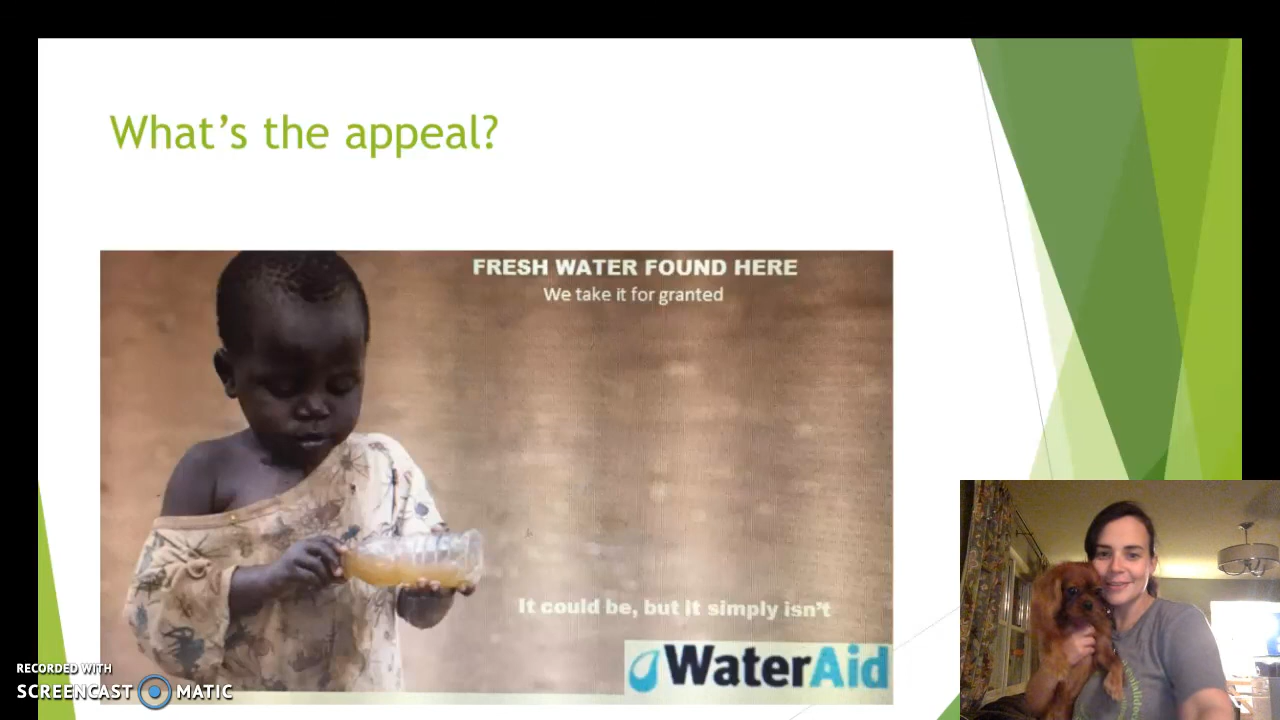 What's the appeal?
FRESH WATER FOUND HERE
We take it for granted
It could be, but it simply isn't
WaterAid
RECORDED WITH
SCREENCAST MATIC